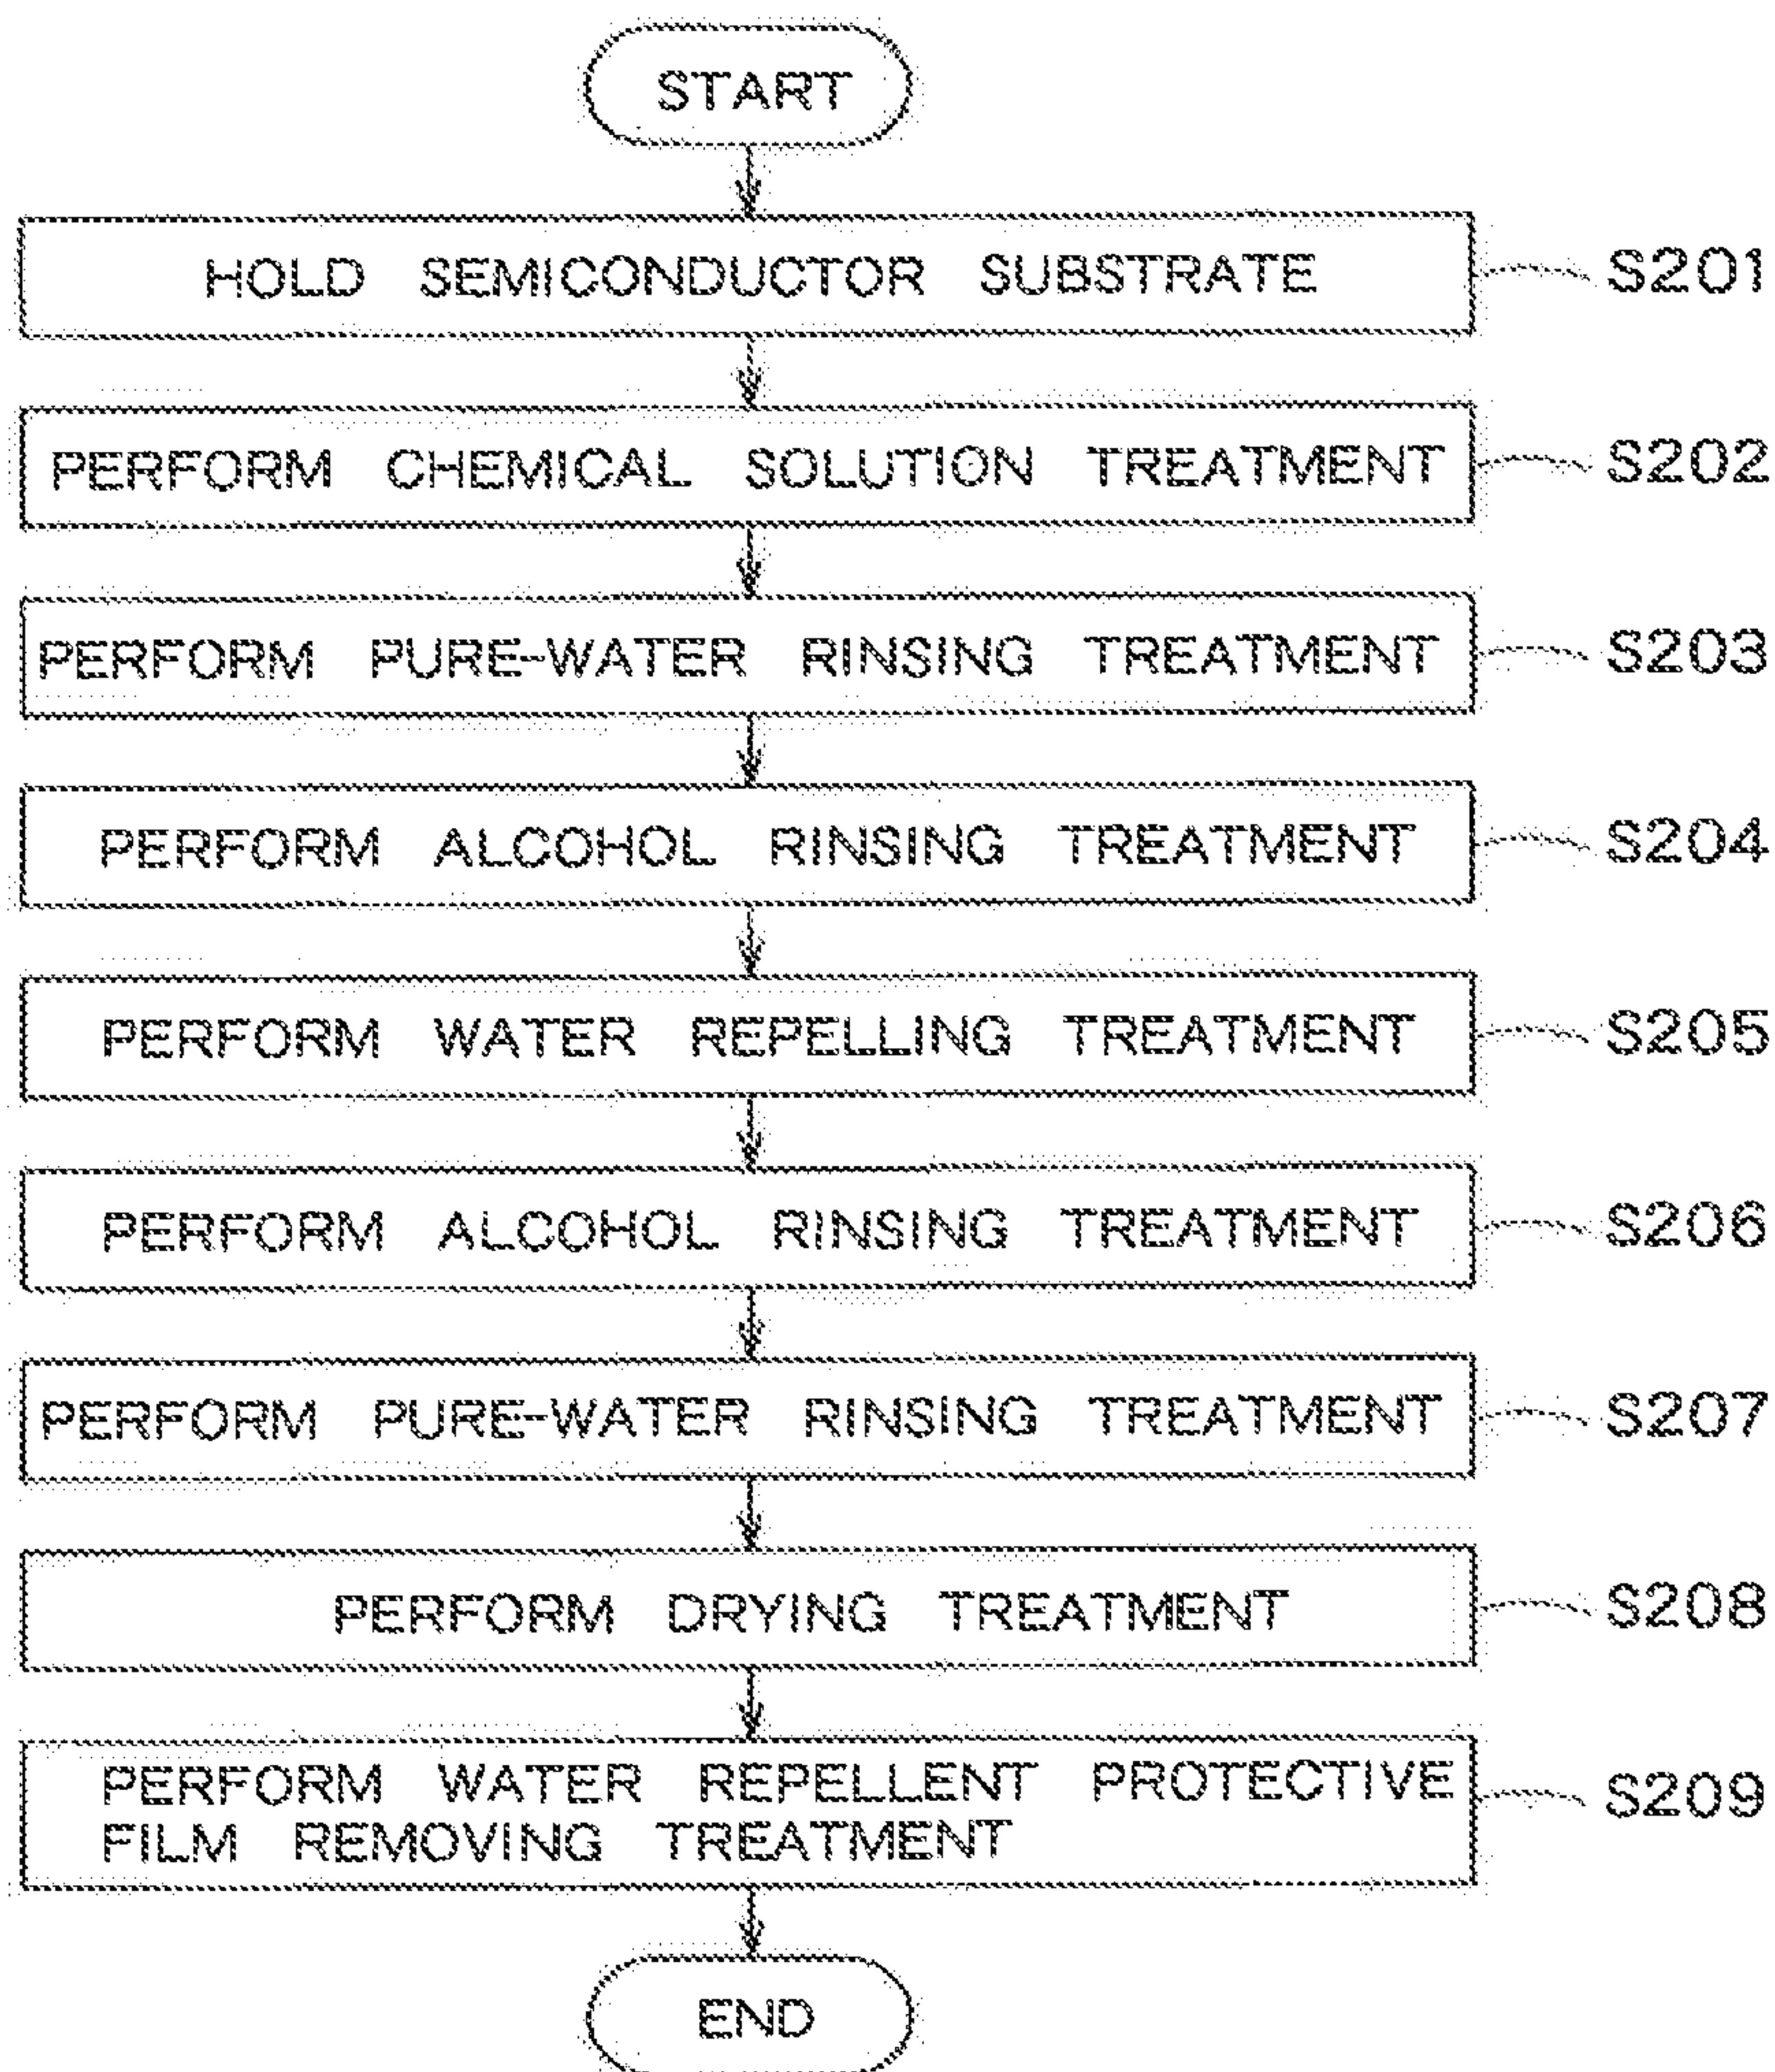 START
HOLD SEMICONDUCTOR SUBSTRATE S201
PERFORM CHEMICAL SOLUTION TREATMENT S202
PERFORM PURE-WATER RINSING TREATMENT S203
PERFORM ALCOHOL RINSING TREATMENT S204
PERFORM WATER REPELLING TREATMENT S205
PERFORM ALCOHOL RINSING TREATMENT S206
PERFORM PURE-WATER RINSING TREATMENT S207
PERFORM DRYING TREATMENT S208
PERFORM WATER REPELLENT PROTECTIVE
FILM REMOVING TREATMENT
S209
END